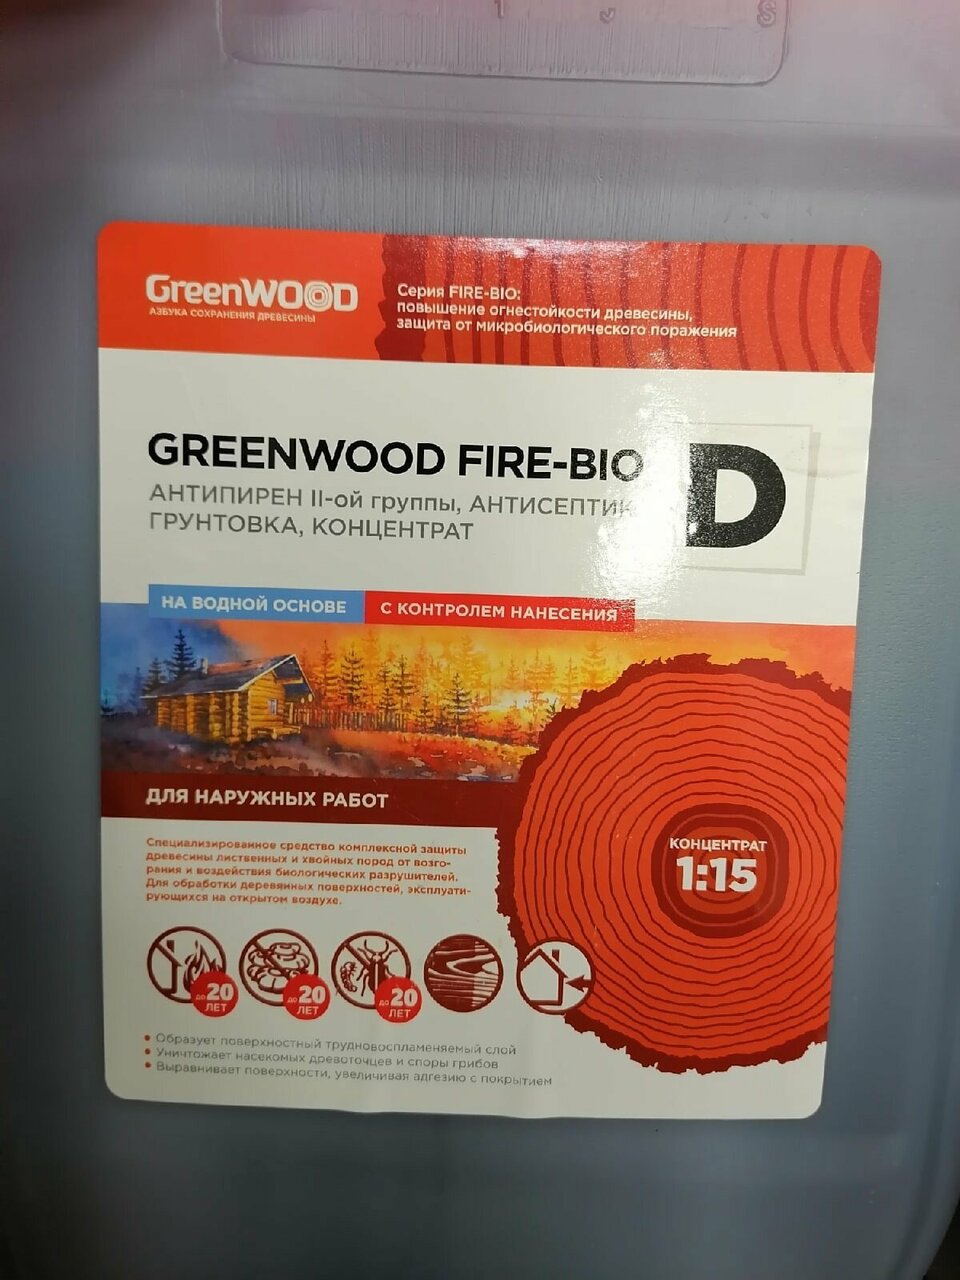 GreenWOOD
АЗБУКА СОХРАНЕНИЯ ДРЕВЕСИНЫ
Серия FIRE-BIO:
повышение огнестойкости древесины,
защита от микробиологического поражения
GREENWOOD FIRE-BIO D
АНТИПИРЕН II-ой группы, АНТИСЕПТИК
ГРУНТОВКА, КОНЦЕНТРАТ
НА ВОДНОЙ ОСНОВЕ
С КОНТРОЛЕМ НАНЕСЕНИЯ
ДЛЯ НАРУЖНЫХ РАБОТ
КОНЦЕНТРАТ
1:15
Специализированное средство комплексной защиты
древесины лиственных и хвойных пород от возго-
рания и воздействия биологических разрушителей.
Для обработки деревянных поверхностей, эксплуати-
рующихся на открытом воздухе.
до 20
ЛЕТ
до 20
ЛЕТ
до 20
ЛЕТ
• Образует поверхностный трудновоспламеняемый слой
• Уничтожает насекомых древоточцев и споры грибов
• Выравнивает поверхности, увеличивая адгезию с покрытием